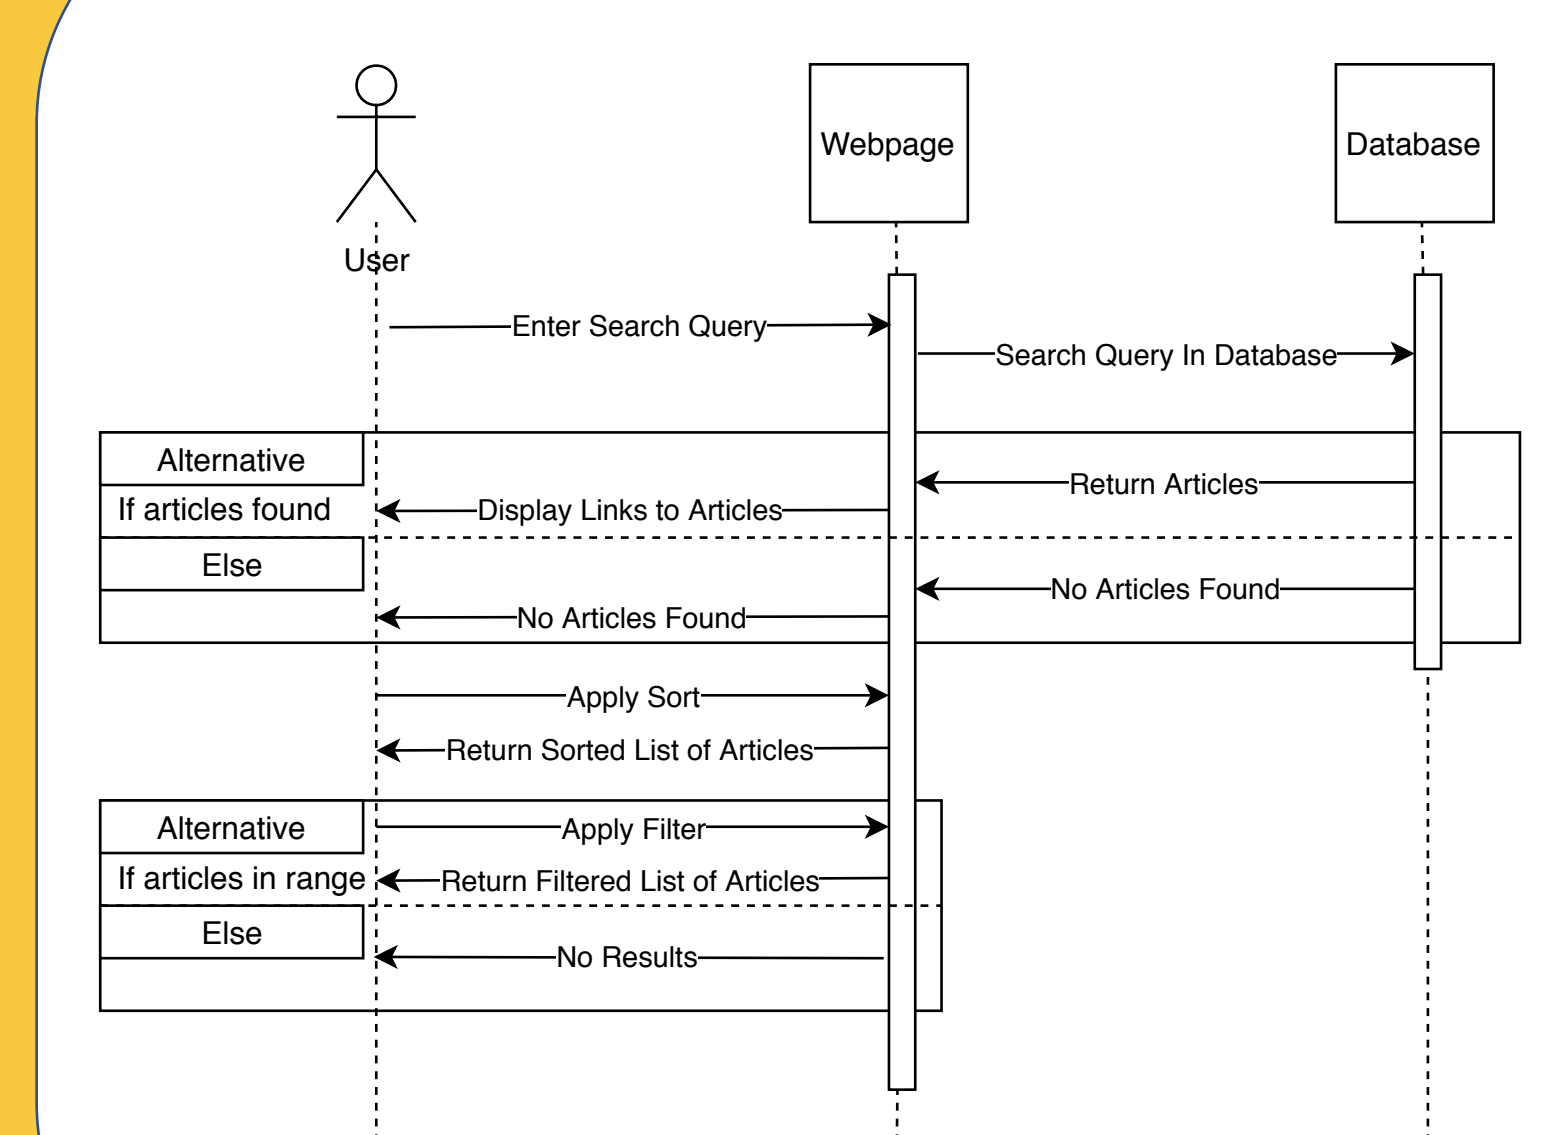 Webpage
Database
User
Enter Search Query
Search Query In Database
Alternative
Return Articles
If articles found
Display Links to Articles
Else
No Articles Found
No Articles Found
Apply Sort
Return Sorted List of Articles
Alternative
Apply Filter
If articles in range
Return Filtered List of Articles
Else
No Results